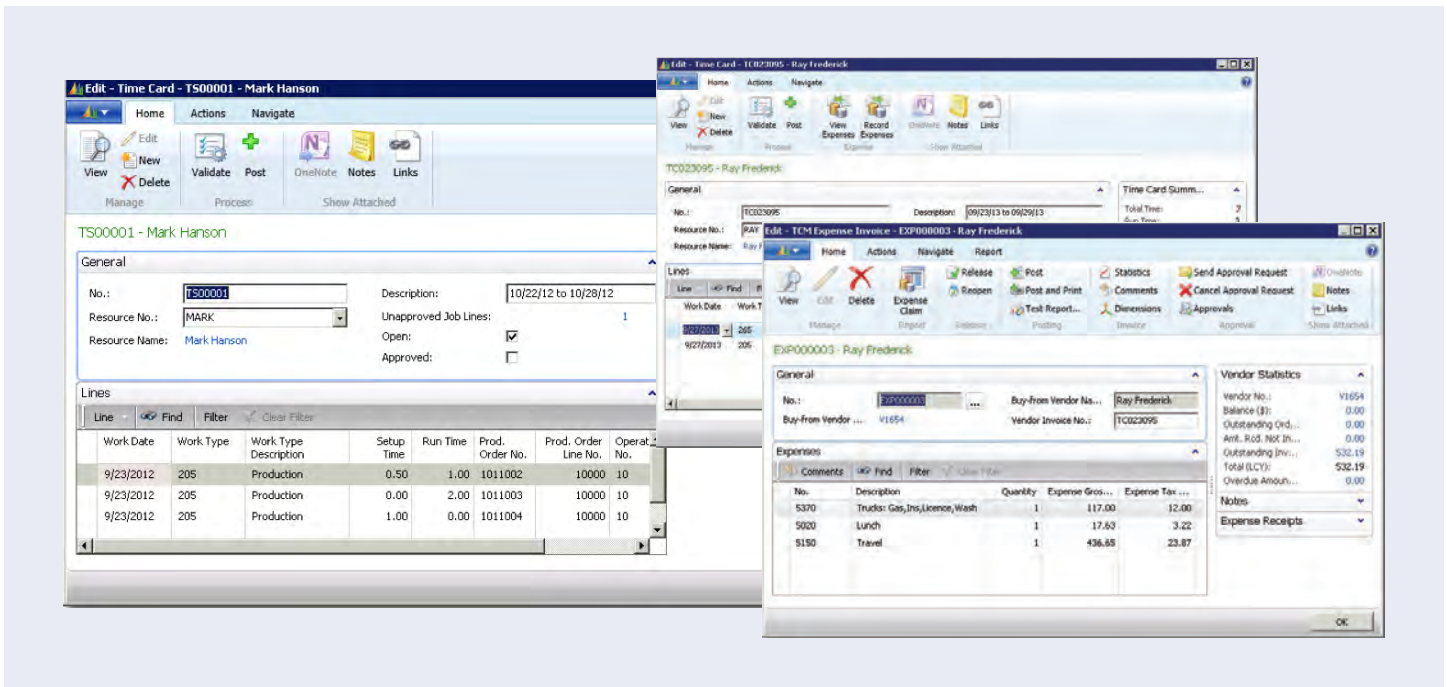 Edit - Time Card - TS00001 - Mark Hanson
Home Actions Navigate
View Edit New Delete Validate Post OneNote Notes Links
Manage Process Show Attached
TS00001 - Mark Hanson
General
No.: TS00001 Description: 10/22/12 to 10/28/12
Resource No.: MARK Unapproved Job Lines: 1
Resource Name: Mark Hanson Open:
Approved:
Lines
Line Find Filter Clear Filter
Work Date Work Type Work Type Description Setup Time Run Time Prod. Order No. Prod. Order Line No. Operat No.
9/23/2012 205 Production 0.50 1.00 1011002 10000 10
9/23/2012 205 Production 0.00 2.00 1011003 10000 10
9/23/2012 205 Production 1.00 0.00 1011004 10000 10
Edit - Time Card - TC023095 - Ray Frederick
Home Actions Navigate
View Edit New Delete Validate Post View Expenses Record Expenses OneNote Notes Links
Manage Process Expense Show Attached
TC023095 - Ray Frederick
General Time Card Summ...
No.: TC023095 Description: 09/23/13 to 09/29/13 Total Time:
Resource No.: RAY
Resource Name: Ray F
Lines
Line Find
Work Date Work T
9/27/2013 265
9/27/2013 205
Edit - TCM Expense Invoice - EXP000003 - Ray Frederick
Home Actions Navigate Report
View Edit Delete Expense Claim Release Reopen Post Post and Print Test Report... Statistics Comments Dimensions Send Approval Request Cancel Approval Request Approvals OneNote Notes Links
Manage Report Release Posting Invoice Approval Show Attached
EXP000003 - Ray Frederick
General
No.: EXP000003 ... Buy-from Vendor Na... Ray Frederick
Buy-from Vendor .... V1654 Vendor Invoice No.: TC023095
Expenses
Comments Find Filter Clear Filter
No. Description Quantity Expense Gros... Expense Tax ...
5370 Trucks: Gas,Ins,Licence,Wash 1 117.00 12.00
5020 Lunch 1 17.63 3.22
5150 Travel 1 436.65 23.87
Vendor Statistics
Vendor No.: V1654
Balance ($): 0.00
Outstanding Ord... 0.00
Amt. Rcd. Not In... 0.00
Outstanding Inv... 532.19
Total (LCY): 532.19
Overdue Amoun... 0.00
Notes
Expense Receipts
OK